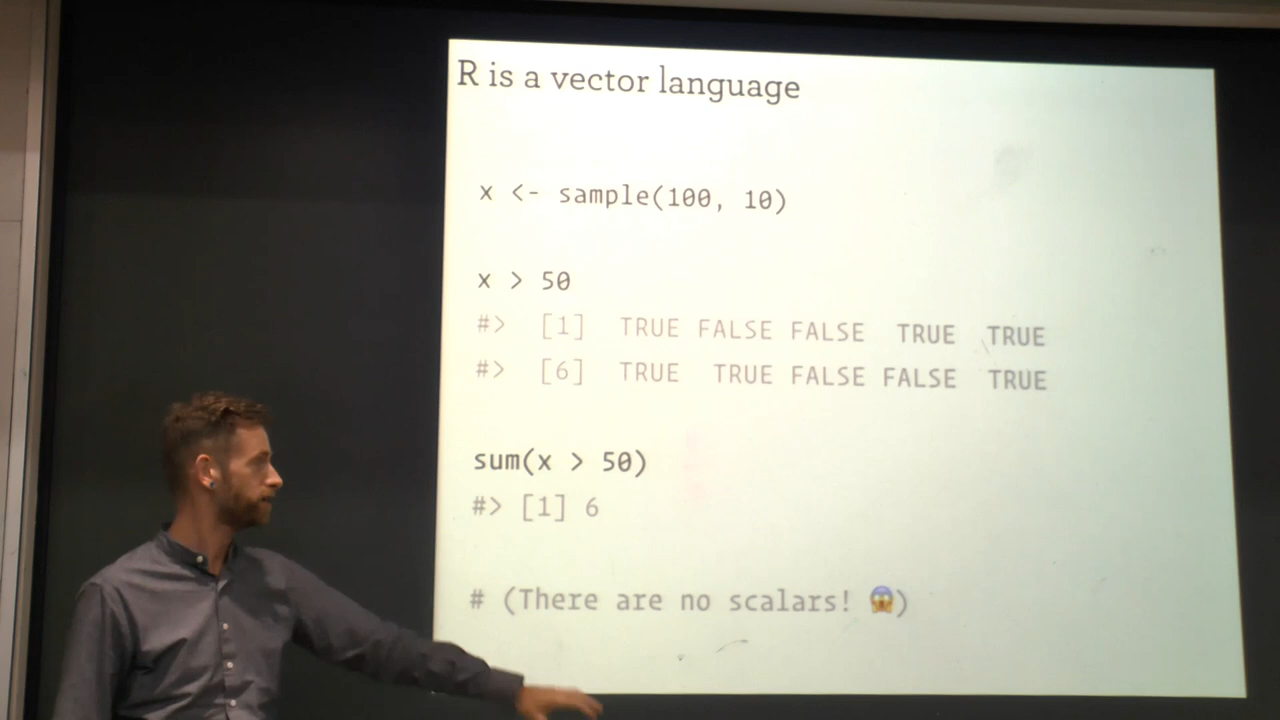 R is a vector language
x <- sample(100, 10)
x > 50
#> [1] TRUE FALSE FALSE TRUE TRUE
#> [6] TRUE TRUE FALSE FALSE TRUE
sum(x > 50)
#> [1] 6
# (There are no scalars! 😱)